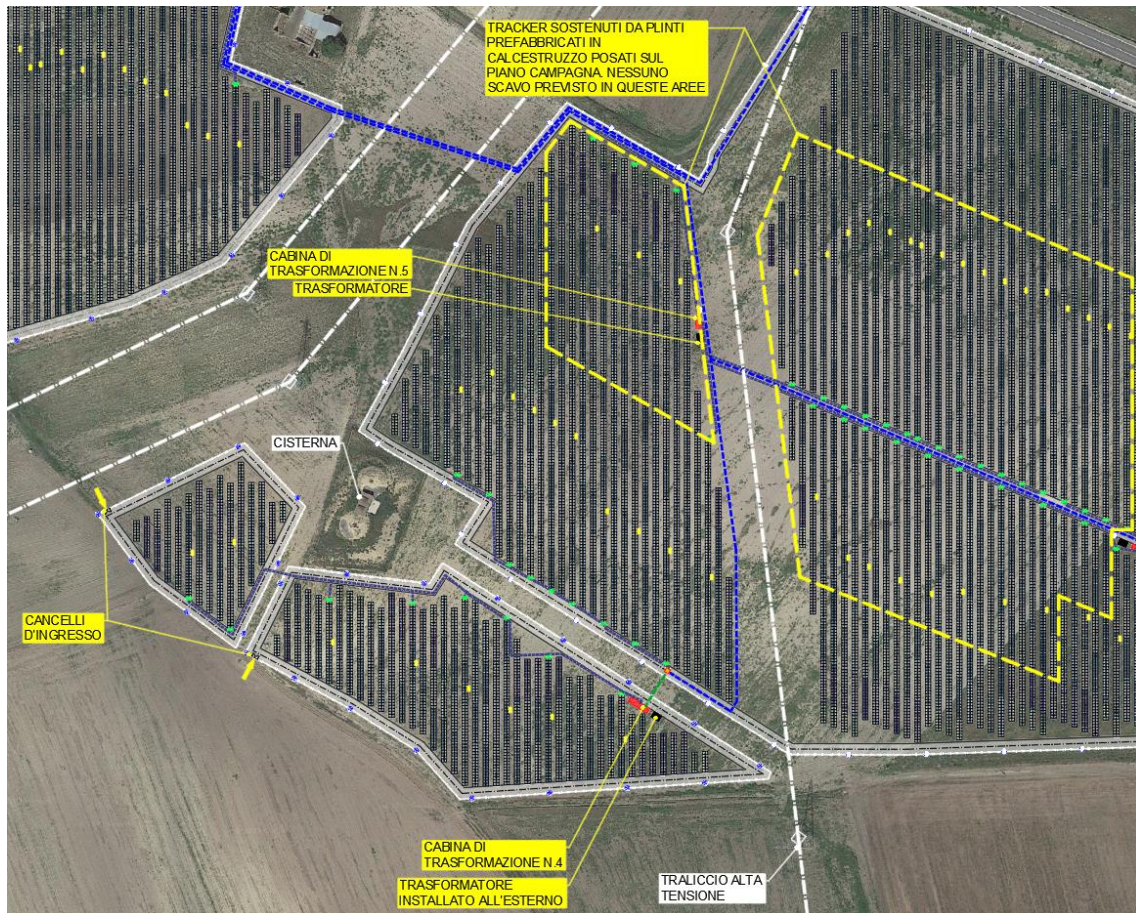 TRACKER SOSTENUTI DA PLINTI
PREFABBRICATI IN
CALCESTRUZZO POSATI SUL
PIANO CAMPAGNA. NESSUNO
SCAVO PREVISTO IN QUESTE AREE
CABINA DI
TRASFORMAZIONE N.5
TRASFORMATORE
CISTERNA
CANCELLI
D'INGRESSO
CABINA DI
TRASFORMAZIONE N.4
TRASFORMATORE
INSTALLATO ALL'ESTERNO
TRALICCIO ALTA
TENSIONE